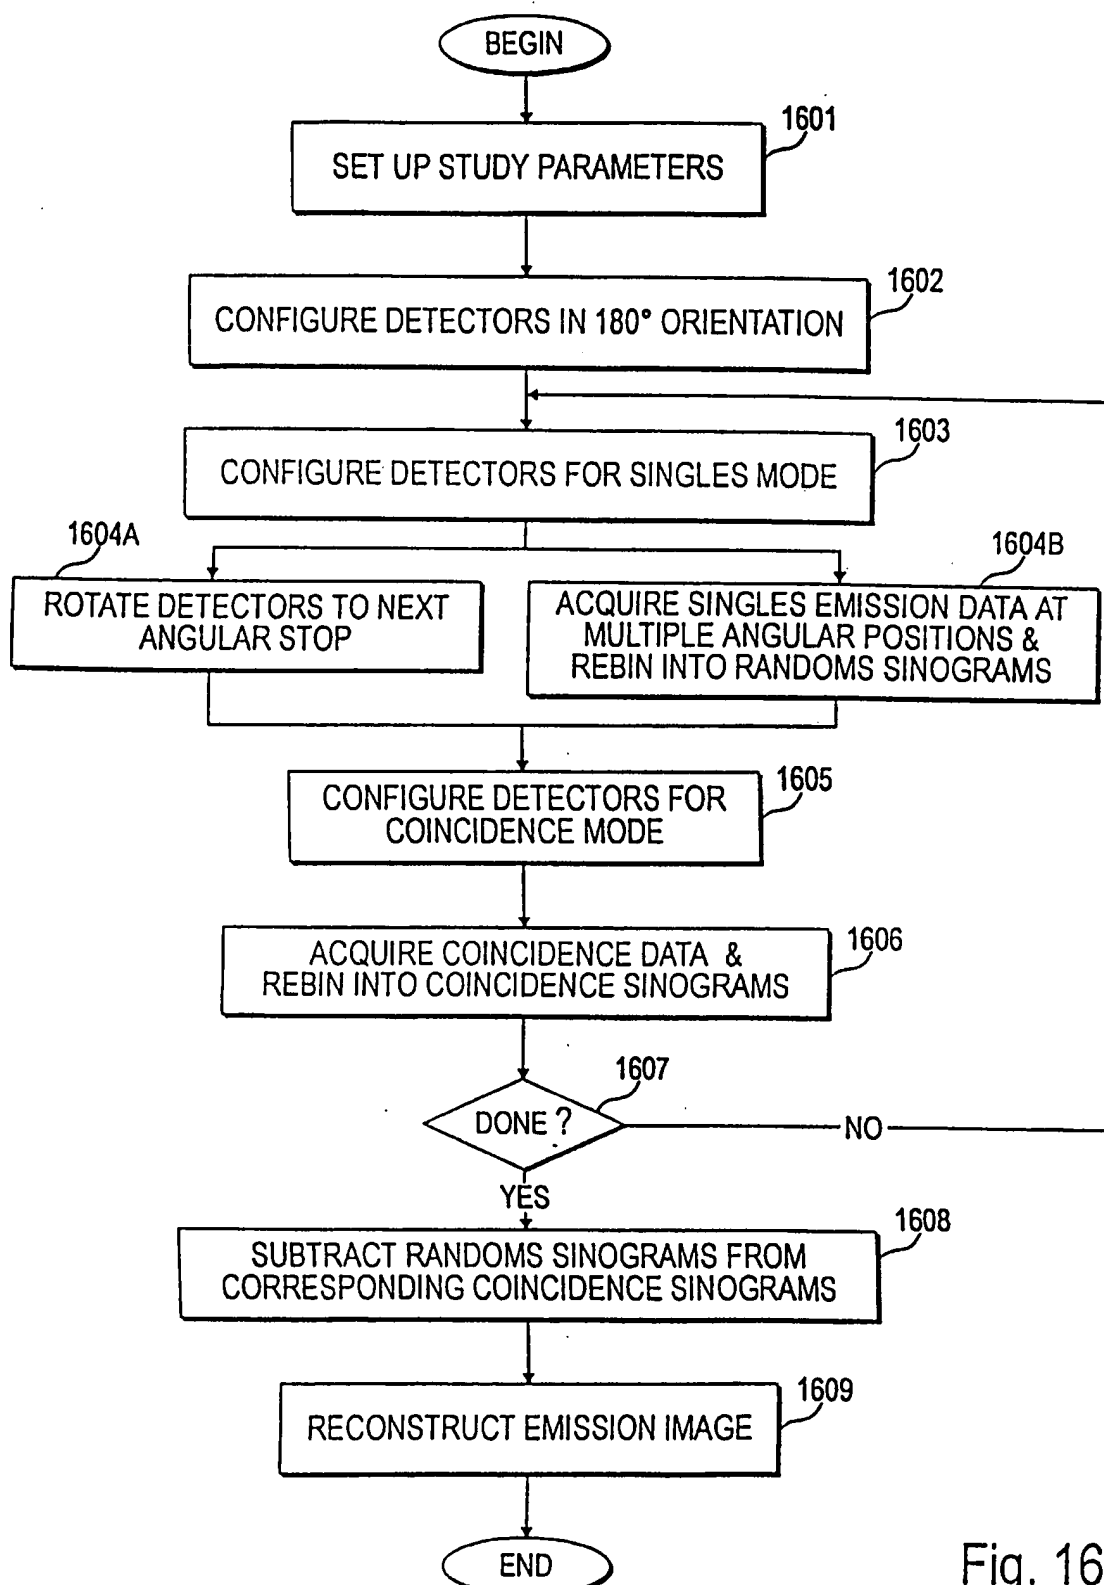 BEGIN
1601
SET UP STUDY PARAMETERS
1602
CONFIGURE DETECTORS IN 180° ORIENTATION
1603
CONFIGURE DETECTORS FOR SINGLES MODE
1604A
ROTATE DETECTORS TO NEXT
ANGULAR STOP
1604B
ACQUIRE SINGLES EMISSION DATA AT
MULTIPLE ANGULAR POSITIONS &
REBIN INTO RANDOMS SINOGRAMS
1605
CONFIGURE DETECTORS FOR
COINCIDENCE MODE
1606
ACQUIRE COINCIDENCE DATA &
REBIN INTO COINCIDENCE SINOGRAMS
1607
DONE ?
NO
YES
1608
SUBTRACT RANDOMS SINOGRAMS FROM
CORRESPONDING COINCIDENCE SINOGRAMS
1609
RECONSTRUCT EMISSION IMAGE
END
Fig. 16